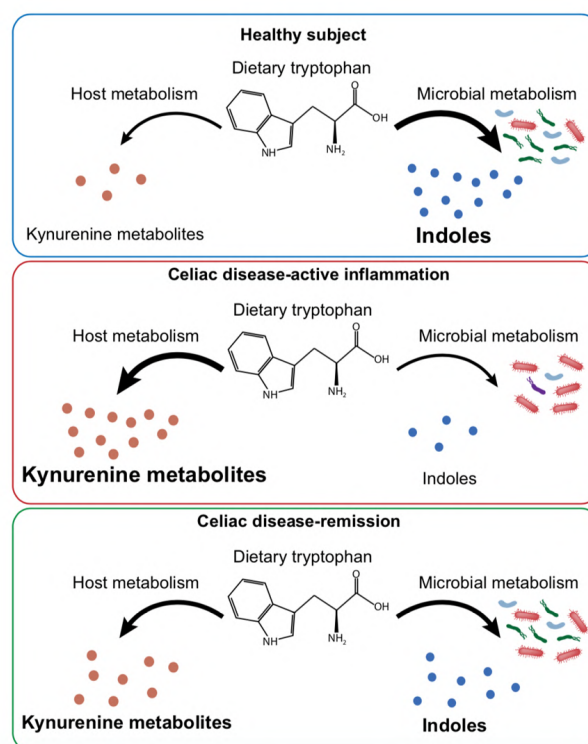 Healthy subject
Dietary tryptophan
Host metabolism
Microbial metabolism
O
OH
NH
NH2
Kynurenine metabolites
Indoles
Celiac disease-active inflammation
Dietary tryptophan
Host metabolism
Microbial metabolism
O
OH
NH
NH2
Kynurenine metabolites
Indoles
Celiac disease-remission
Dietary tryptophan
Host metabolism
Microbial metabolism
O
OH
NH
NH2
Kynurenine metabolites
Indoles